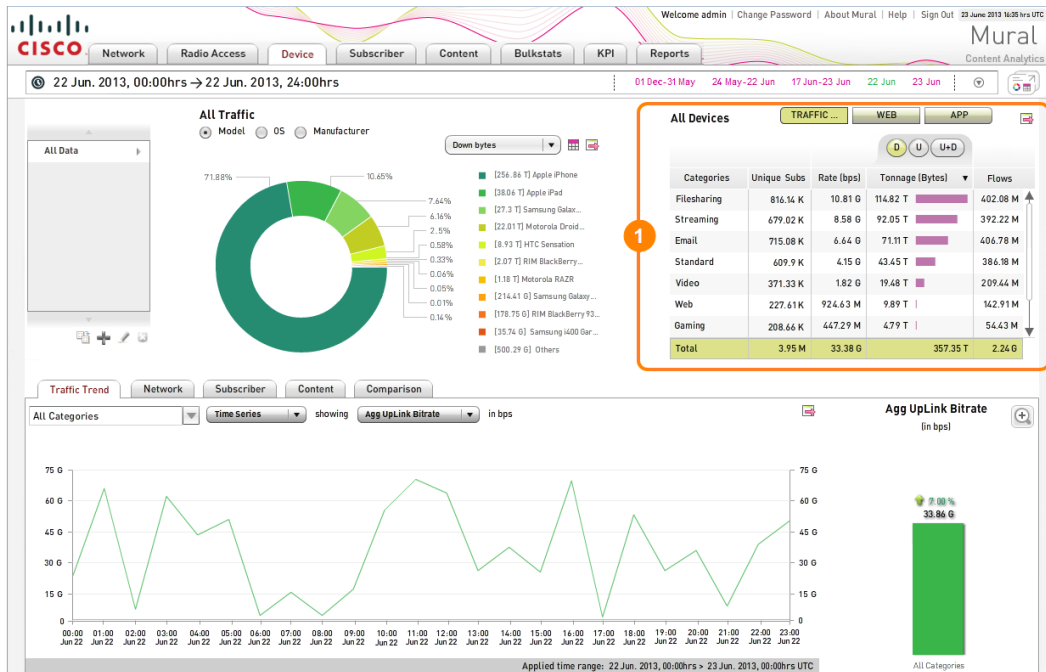 Welcome admin | Change Password | About Mural | Help | Sign Out 23 June 2013 16:35 hrs UTC
CISCO
Mural
Content Analytics
Network Radio Access Device Subscriber Content Bulkstats KPI Reports
22 Jun. 2013, 00:00hrs → 22 Jun. 2013, 24:00hrs
01 Dec-31 May 24 May-22 Jun 17 Jun-23 Jun 22 Jun 23 Jun
All Data
All Traffic
Model OS Manufacturer
Down bytes
71.88%
10.65%
7.64%
6.16%
2.5%
0.58%
0.33%
0.06%
0.05%
0.01%
0.14%
[256.86 T] Apple iPhone
[38.06 T] Apple iPad
[27.3 T] Samsung Galax...
[22.01 T] Motorola Droid...
[8.93 T] HTC Sensation
[2.07 T] RIM BlackBerry...
[1.18 T] Motorola RAZR
[214.41 G] Samsung Galaxy...
[178.75 G] RIM BlackBerry 93...
[35.74 G] Samsung i400 Gar...
[500.29 G] Others
1
All Devices TRAFFIC ... WEB APP
D U U+D
Categories Unique Subs Rate (bps) Tonnage (Bytes) ▼ Flows
Filesharing 816.14 K 10.81 G 114.82 T 402.08 M
Streaming 679.02 K 8.58 G 92.05 T 392.22 M
Email 715.08 K 6.64 G 71.11 T 406.78 M
Standard 609.9 K 4.15 G 43.45 T 386.18 M
Video 371.33 K 1.82 G 19.48 T 209.44 M
Web 227.61 K 924.63 M 9.89 T 142.91 M
Gaming 208.66 K 447.29 M 4.79 T 54.43 M
Total 3.95 M 33.38 G 357.35 T 2.24 G
Traffic Trend Network Subscriber Content Comparison
All Categories Time Series showing Agg UpLink Bitrate in bps
75 G 75 G
60 G 60 G
45 G 45 G
30 G 30 G
15 G 15 G
0 0
00:00 01:00 02:00 03:00 04:00 05:00 06:00 07:00 08:00 09:00 10:00 11:00 12:00 13:00 14:00 15:00 16:00 17:00 18:00 19:00 20:00 21:00 22:00 23:00
Jun 22 Jun 22 Jun 22 Jun 22 Jun 22 Jun 22 Jun 22 Jun 22 Jun 22 Jun 22 Jun 22 Jun 22 Jun 22 Jun 22 Jun 22 Jun 22 Jun 22 Jun 22 Jun 22 Jun 22 Jun 22 Jun 22 Jun 22 Jun 22
Applied time range: 22 Jun. 2013, 00:00hrs > 23 Jun. 2013, 00:00hrs UTC
Agg UpLink Bitrate
(in bps)
7.00 %
33.86 G
All Categories